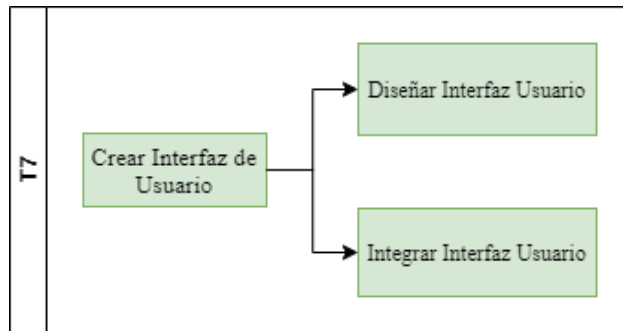 T7
Crear Interfaz de
Usuario
Diseñar Interfaz Usuario
Integrar Interfaz Usuario